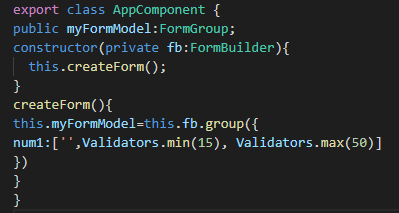 export class AppComponent {
public myFormModel:FormGroup;
constructor(private fb:FormBuilder){
this.createForm();
}
createForm(){
this.myFormModel=this.fb.group({
num1:['',Validators.min(15), Validators.max(50)]
})
}
}